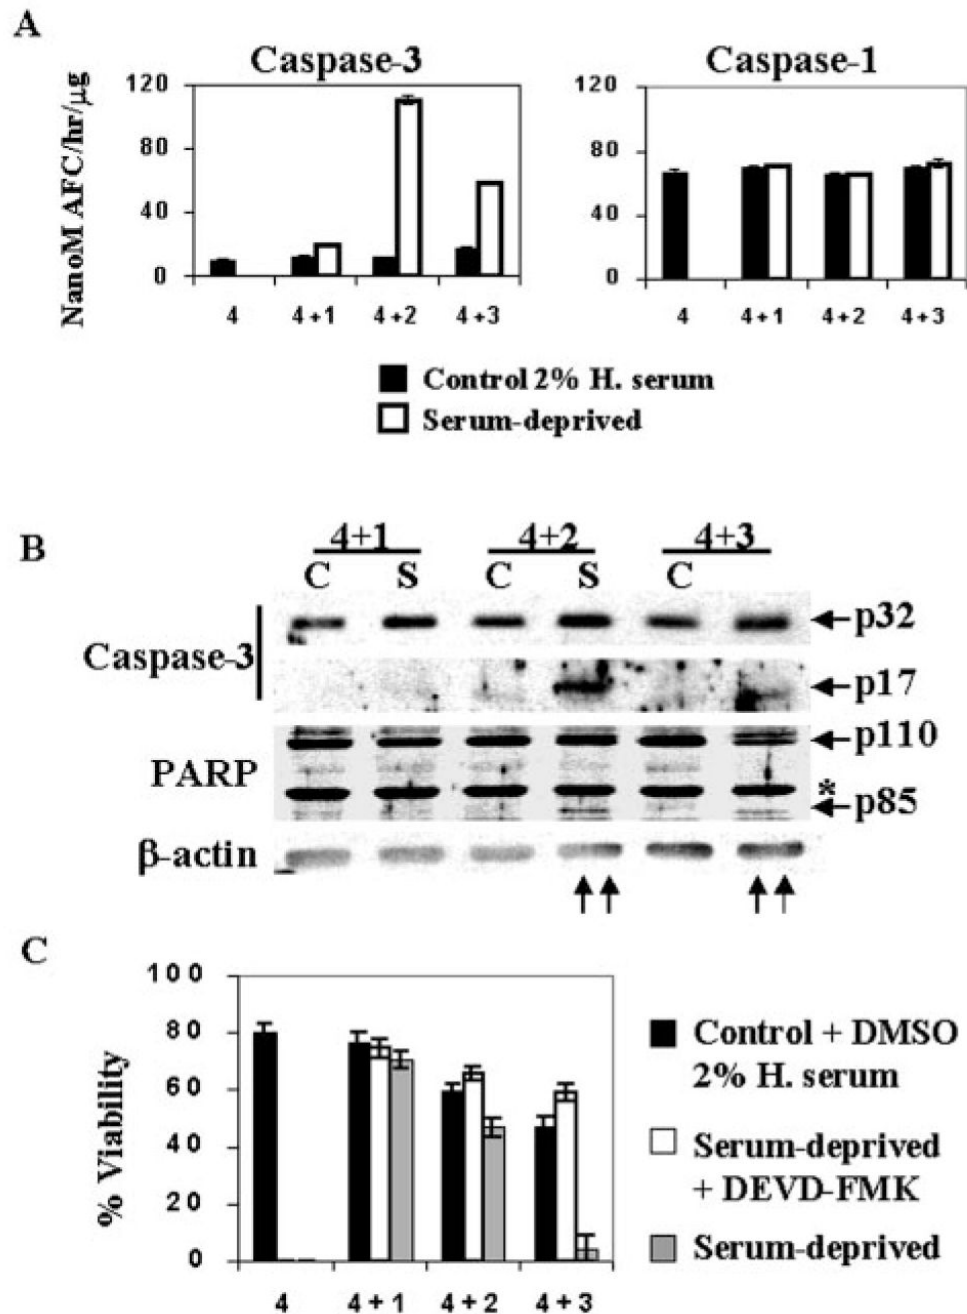 A
Caspase-3
Caspase-1
NanoM AFC/hr/µg
120
80
40
0
4
4 + 1
4 + 2
4 + 3
120
80
40
0
4
4 + 1
4 + 2
4 + 3
Control 2% H. serum
Serum-deprived
B
4+1
4+2
4+3
C
S
C
S
C
Caspase-3
p32
p17
PARP
p110
*
p85
β-actin
C
% Viability
100
80
60
40
20
0
4
4 + 1
4 + 2
4 + 3
Control + DMSO
2% H. serum
Serum-deprived
+ DEVD-FMK
Serum-deprived